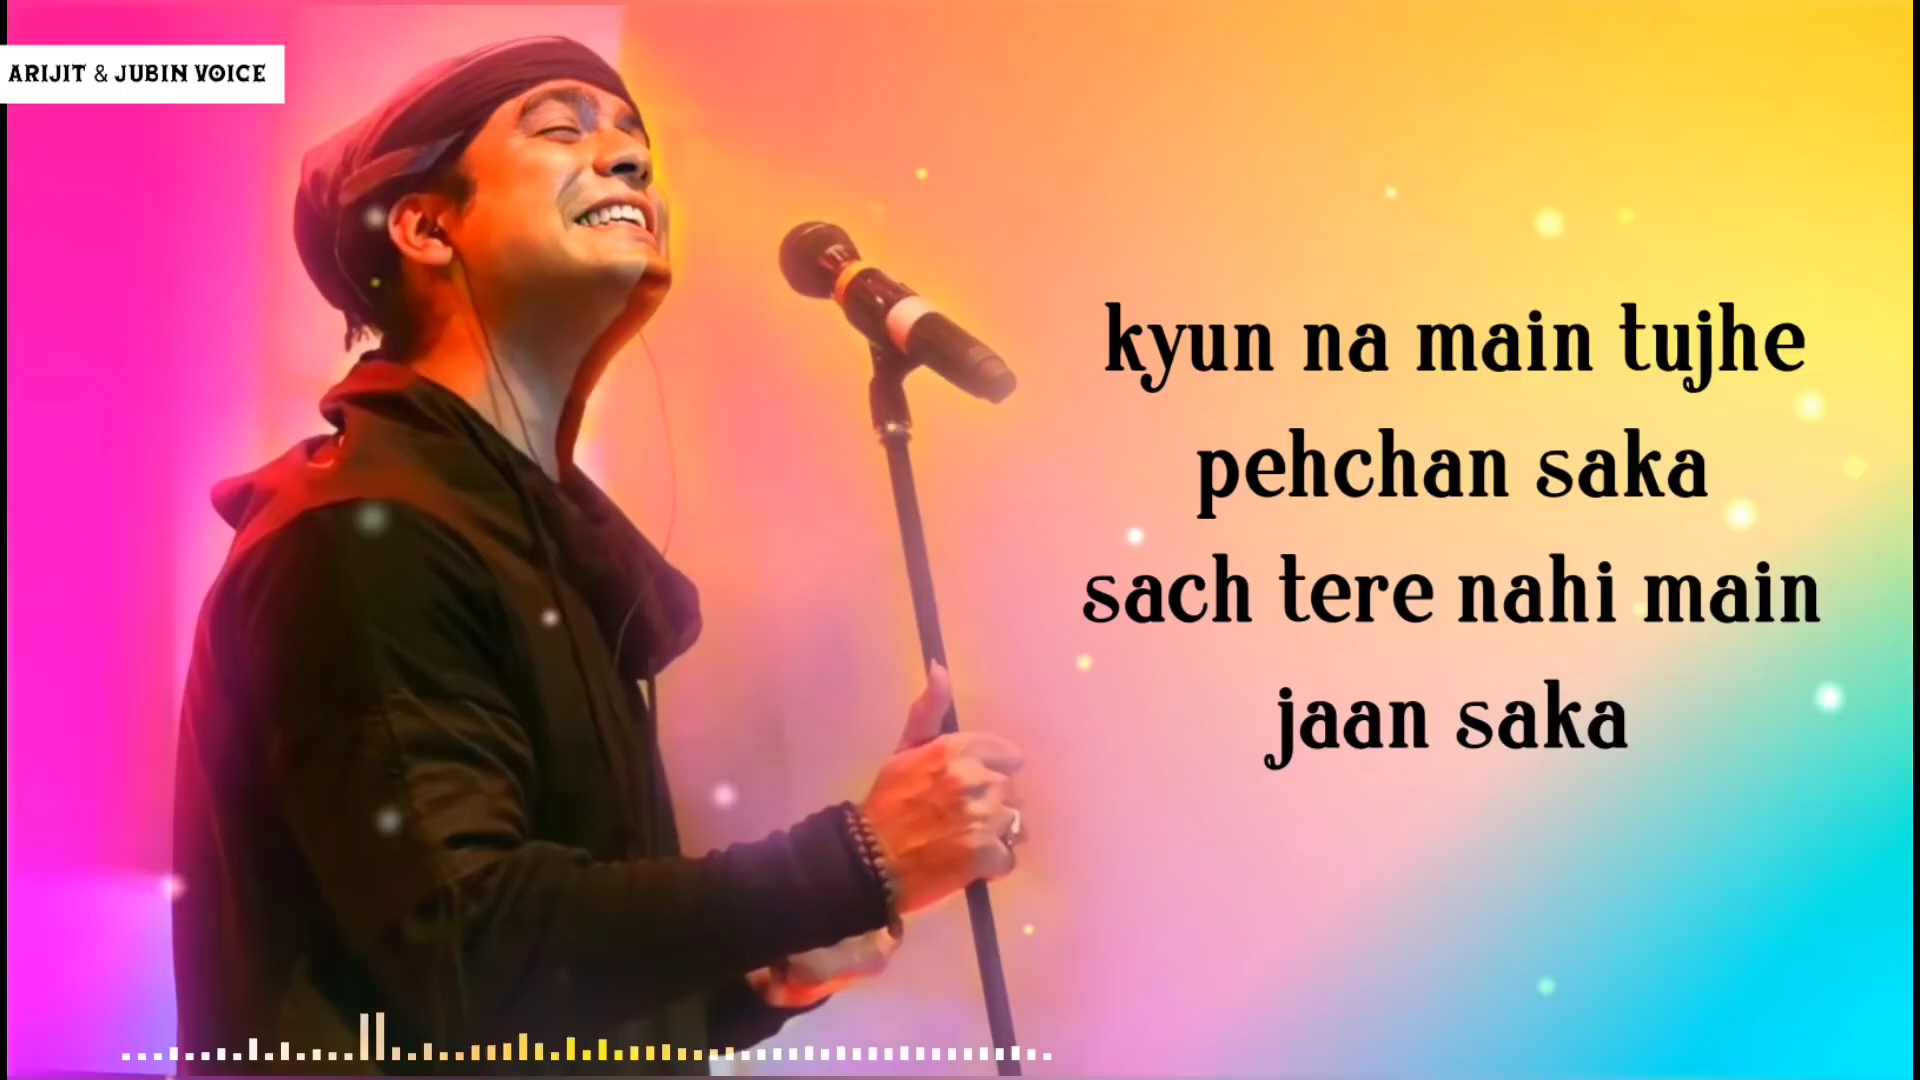 ARIJIT & JUBIN VOICE
kyun na main tujhe
pehchan saka
sach tere nahi main
jaan saka